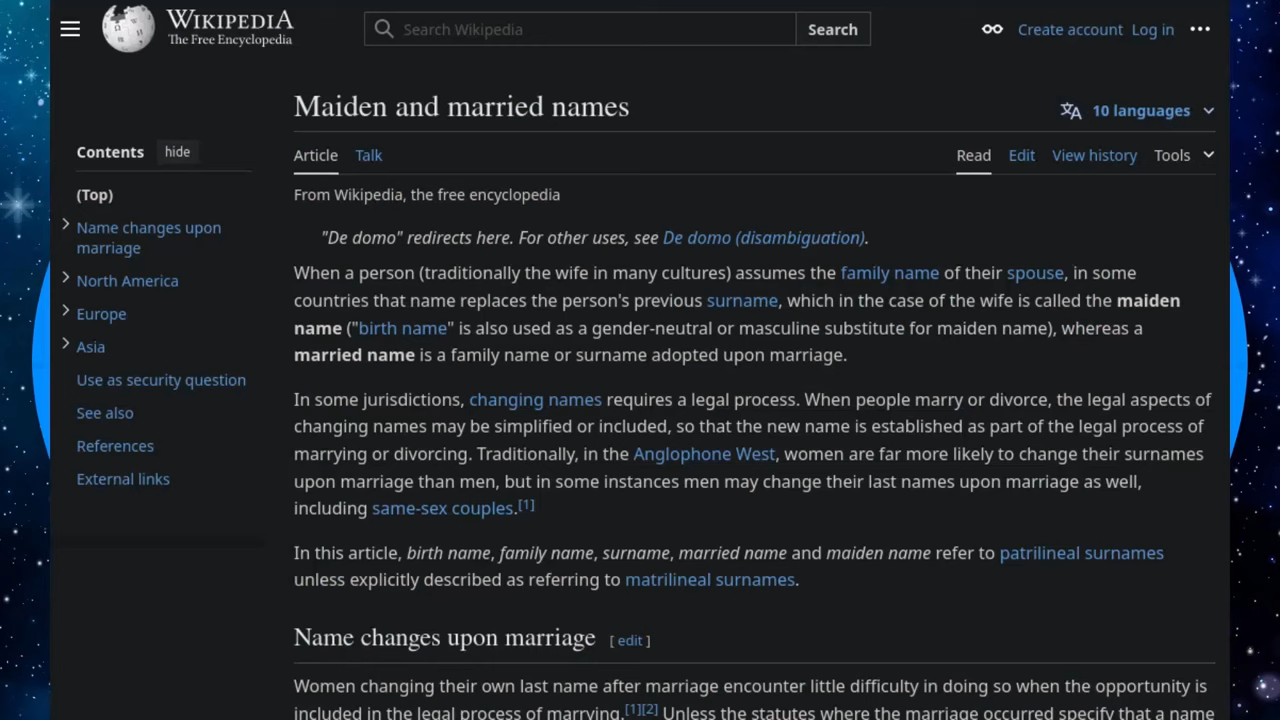 WIKIPEDIA
The Free Encyclopedia
Search Wikipedia
Search
Create account Log in
Maiden and married names
10 languages
Contents hide
Article Talk
Read Edit View history Tools
(Top)
Name changes upon
marriage
North America
Europe
Asia
Use as security question
See also
References
External links
From Wikipedia, the free encyclopedia
"De domo" redirects here. For other uses, see De domo (disambiguation).
When a person (traditionally the wife in many cultures) assumes the family name of their spouse, in some
countries that name replaces the person's previous surname, which in the case of the wife is called the maiden
name ("birth name" is also used as a gender-neutral or masculine substitute for maiden name), whereas a
married name is a family name or surname adopted upon marriage.
In some jurisdictions, changing names requires a legal process. When people marry or divorce, the legal aspects of
changing names may be simplified or included, so that the new name is established as part of the legal process of
marrying or divorcing. Traditionally, in the Anglophone West, women are far more likely to change their surnames
upon marriage than men, but in some instances men may change their last names upon marriage as well,
including same-sex couples.[1]
In this article, birth name, family name, surname, married name and maiden name refer to patrilineal surnames
unless explicitly described as referring to matrilineal surnames.
Name changes upon marriage [ edit ]
Women changing their own last name after marriage encounter little difficulty in doing so when the opportunity is
included in the legal process of marrying.[1][2] Unless the statutes where the marriage occurred specify that a name